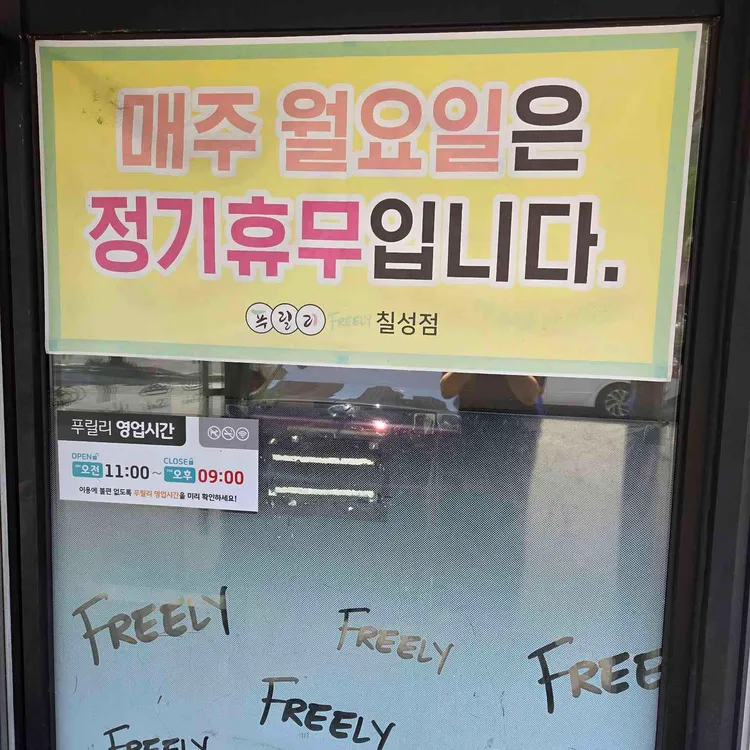 매주 월요일은
정기휴무입니다.
푸릴리 FREELY 칠성점
푸릴리 영업시간
OPEN CLOSE
오전 11:00 ~ 오후 09:00
이용에 불편 없도록 푸릴리 영업시간을 미리 확인하세요!
FREELY
FREELY
FREE
FREELY
FREELY